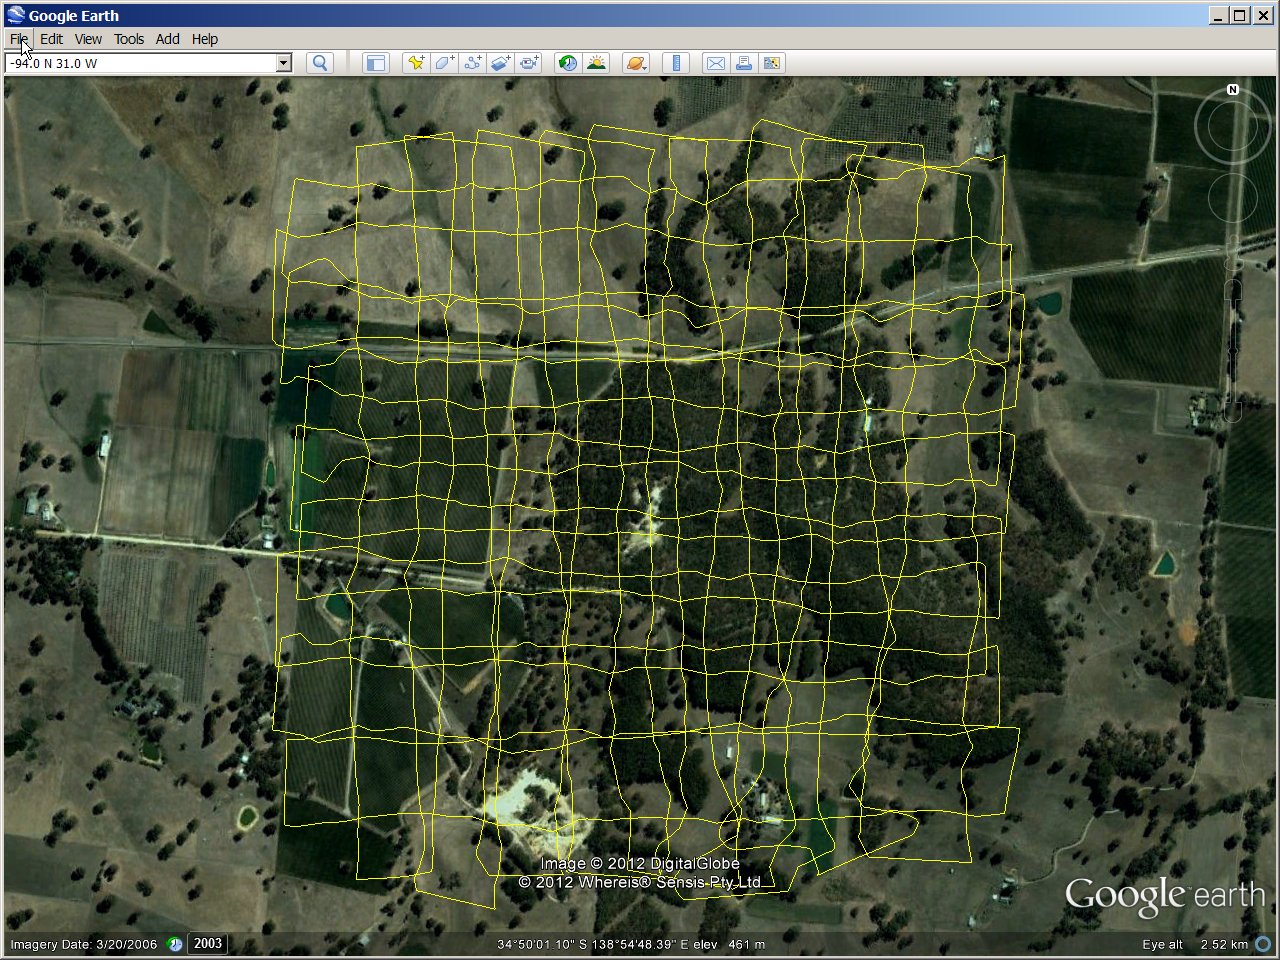 Google Earth
File Edit View Tools Add Help
-94.0 N 31.0 W
N
Image © 2012 DigitalGlobe
© 2012 Whereis® Sensis Pty Ltd
Google earth
Imagery Date: 3/20/2006 2003 34°50'01.10" S 138°54'48.39" E elev 461 m Eye alt 2.52 km